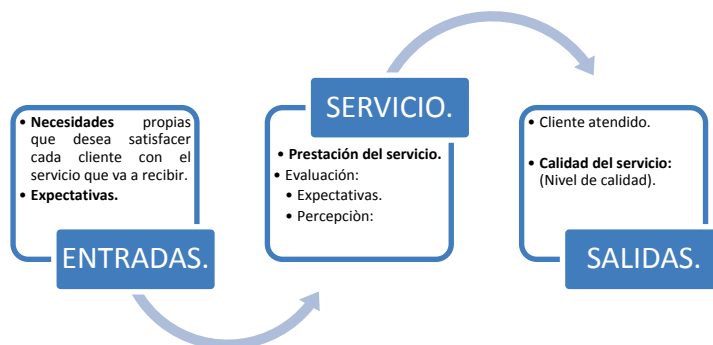 • Necesidades propias
que desea satisfacer
cada cliente con el
servicio que va a recibir.
• Expectativas.
ENTRADAS.
SERVICIO.
• Prestación del servicio.
• Evaluación:
• Expectativas.
• Percepciòn:
• Cliente atendido.
• Calidad del servicio:
(Nivel de calidad).
SALIDAS.